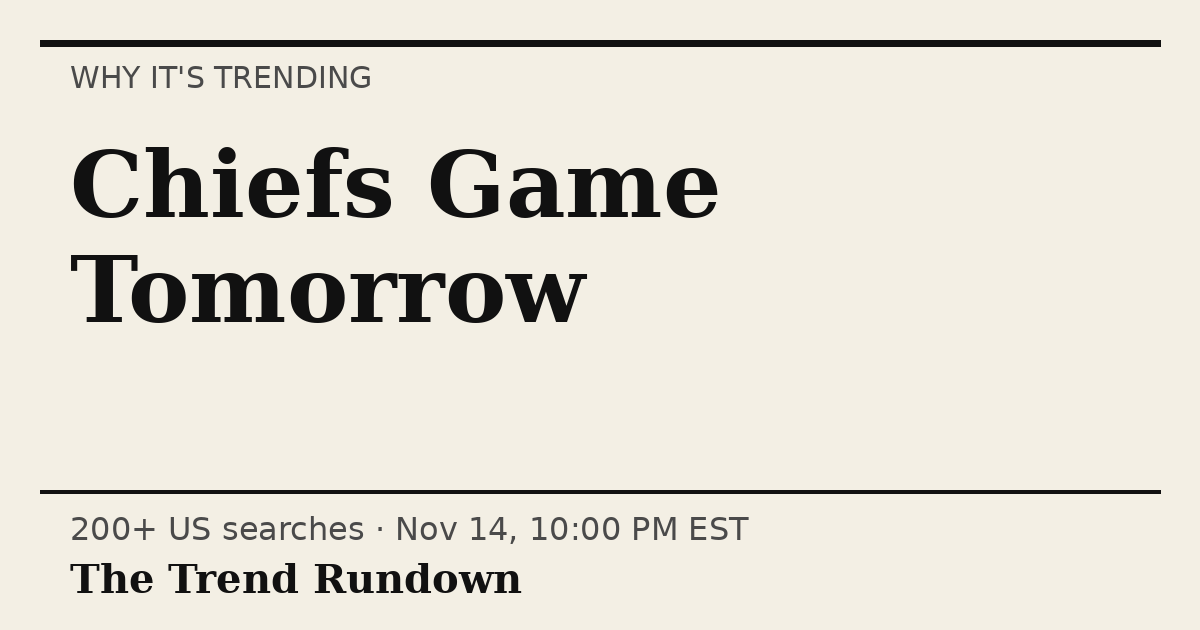 WHY IT'S TRENDING
Chiefs Game
Tomorrow
200+ US searches · Nov 14, 10:00 PM EST
The Trend Rundown